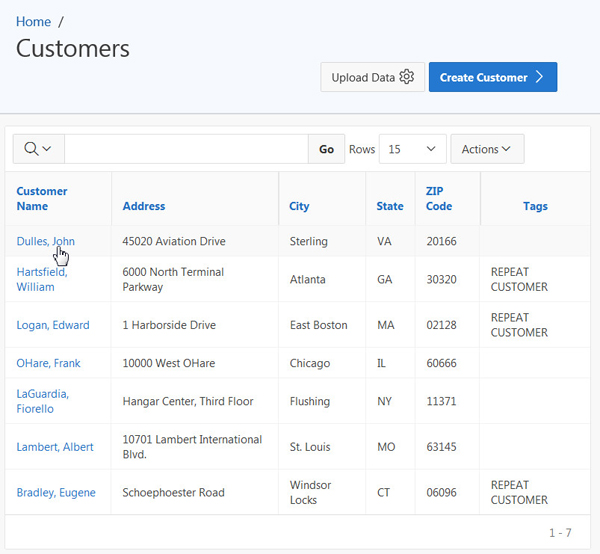 Home /
Customers
Upload Data
Create Customer
Go Rows 15 Actions
Customer
Name Address City State ZIP
Code Tags
Dulles, John 45020 Aviation Drive Sterling VA 20166
Hartsfield,
William 6000 North Terminal
Parkway Atlanta GA 30320 REPEAT
CUSTOMER
Logan, Edward 1 Harborside Drive East Boston MA 02128 REPEAT
CUSTOMER
OHare, Frank 10000 West OHare Chicago IL 60666
LaGuardia,
Fiorello Hangar Center, Third Floor Flushing NY 11371
Lambert, Albert 10701 Lambert International
Blvd. St. Louis MO 63145
Bradley, Eugene Schoephoester Road Windsor
Locks CT 06096 REPEAT
CUSTOMER
1 - 7